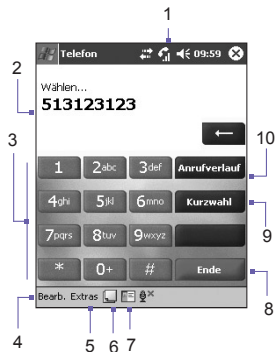 1
Telefon 09:59
2
Wählen...
513123123
3
1 2abc 3def Anrufverlauf
10
4ghi 5jkl 6mno Kurzwahl
9
7pqrs 8tuv 9wxyz
* 0+ # Ende
8
Bearb. Extras
4
5 6 7